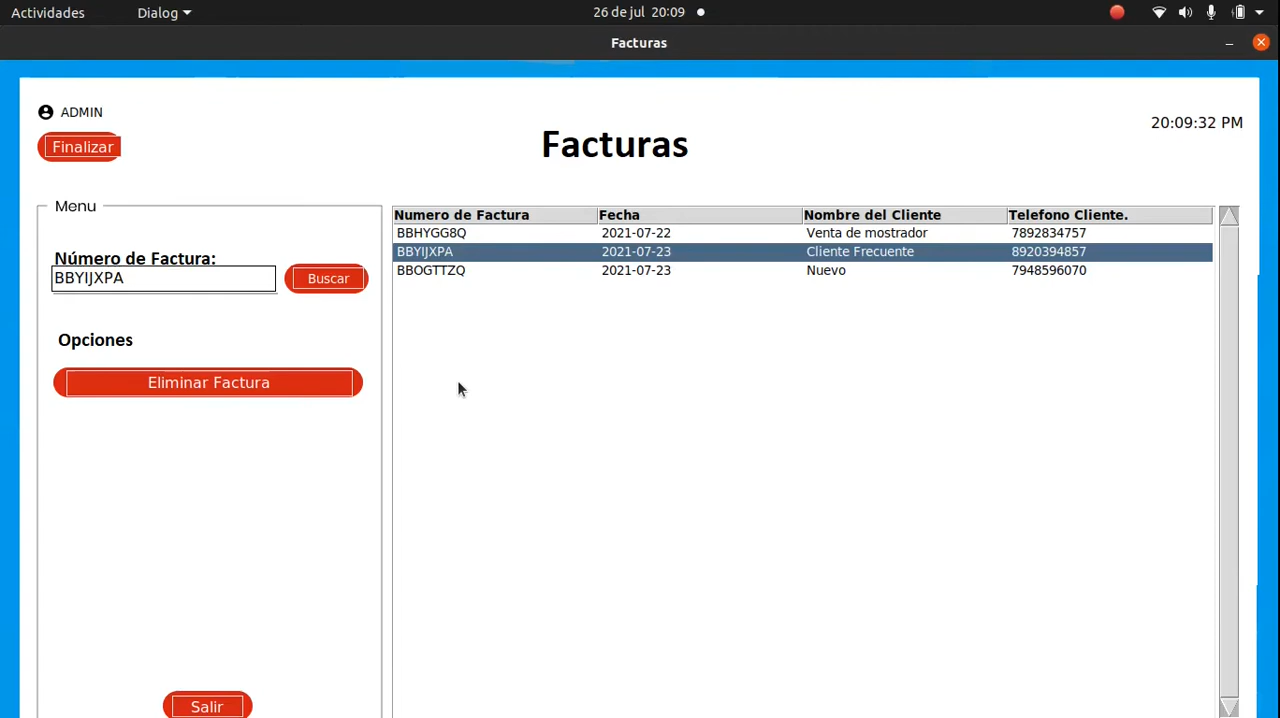 Actividades Dialog 26 de jul 20:09
Facturas
ADMIN
20:09:32 PM
Finalizar
Facturas
Menu
Número de Factura:
BBYIJXPA
Buscar
Opciones
Eliminar Factura
Salir
Numero de Factura Fecha Nombre del Cliente Telefono Cliente.
BBHYGG8Q 2021-07-22 Venta de mostrador 7892834757
BBYIJXPA 2021-07-23 Cliente Frecuente 8920394857
BBOGTTZQ 2021-07-23 Nuevo 7948596070